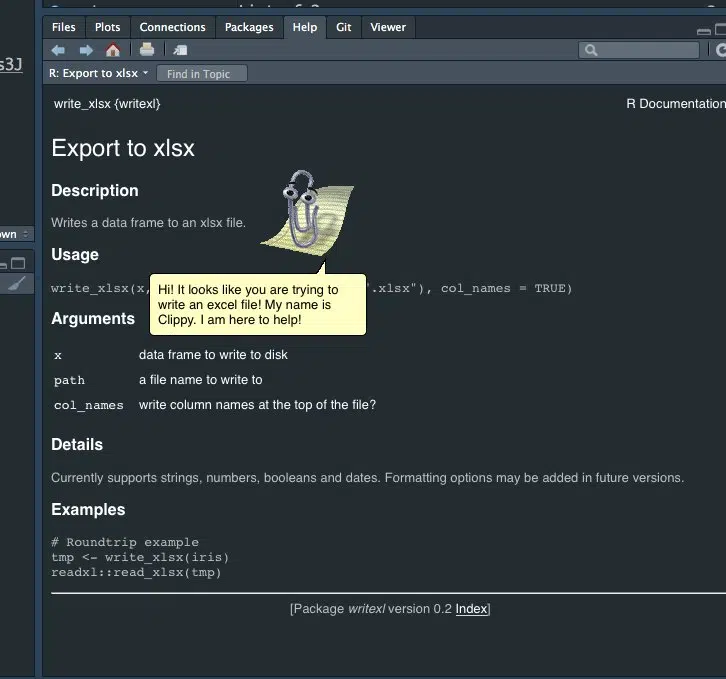 Files Plots Connections Packages Help Git Viewer
s3J
R: Export to xlsx Find in Topic
write_xlsx {writexl} R Documentation
Export to xlsx
Description
Writes a data frame to an xlsx file.
Usage
write_xlsx(x, ".xlsx"), col_names = TRUE)
Hi! It looks like you are trying to
write an excel file! My name is
Clippy. I am here to help!
Arguments
x data frame to write to disk
path a file name to write to
col_names write column names at the top of the file?
Details
Currently supports strings, numbers, booleans and dates. Formatting options may be added in future versions.
Examples
# Roundtrip example
tmp <- write_xlsx(iris)
readxl::read_xlsx(tmp)
[Package writexl version 0.2 Index]